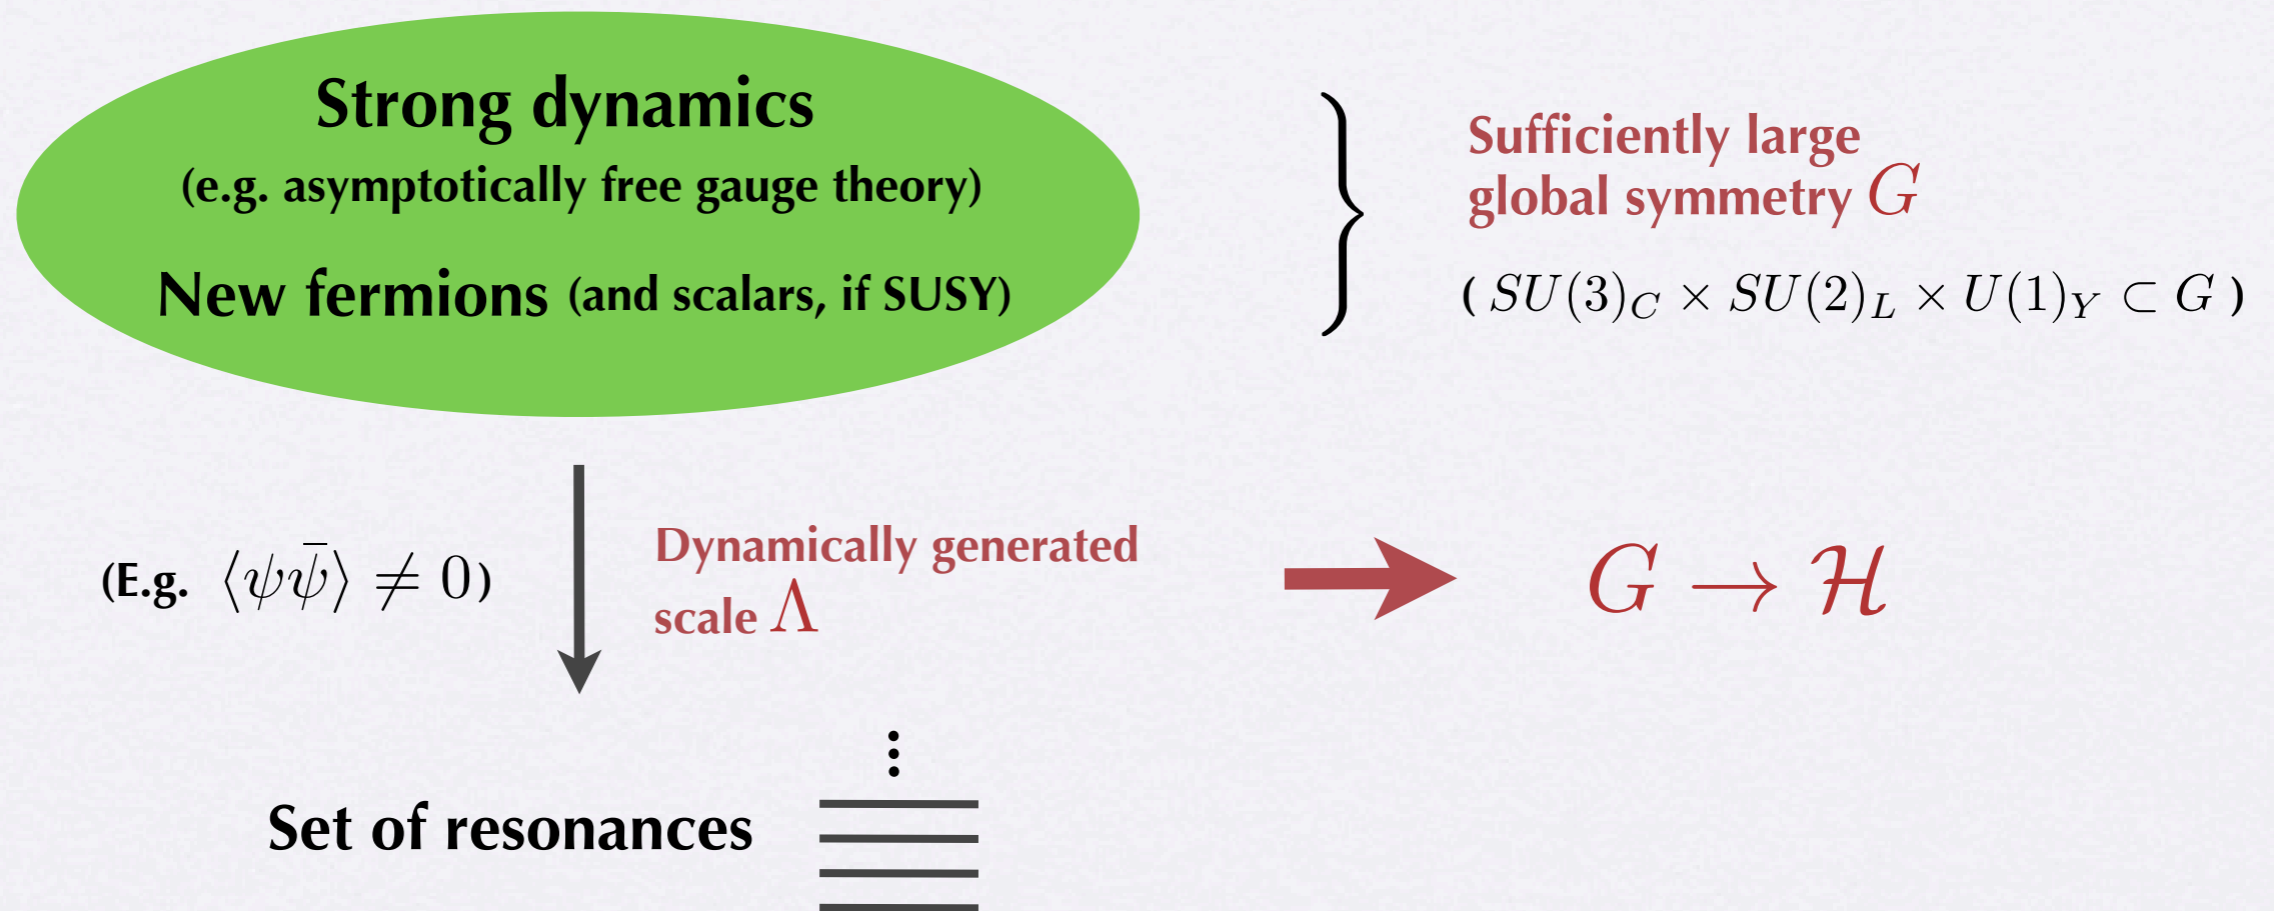 Strong dynamics
(e.g. asymptotically free gauge theory)
New fermions (and scalars, if SUSY)
Sufficiently large
global symmetry G
( SU(3)_C × SU(2)_L × U(1)_Y ⊂ G )
(E.g. ⟨ψψ̄⟩ ≠ 0)
Dynamically generated
scale Λ
G → ℋ
Set of resonances